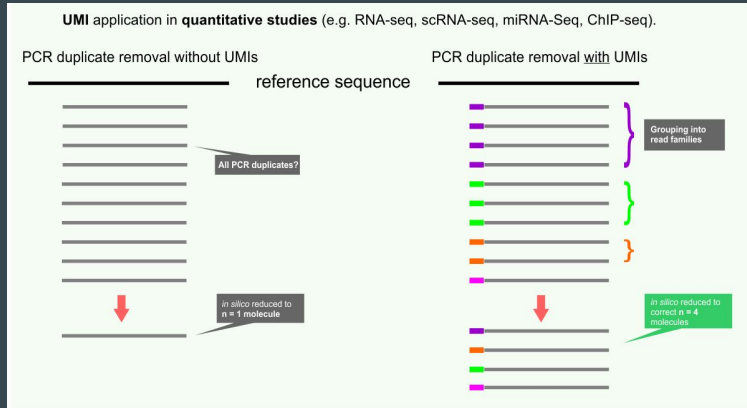 UMI application in quantitative studies (e.g. RNA-seq, scRNA-seq, miRNA-Seq, ChIP-seq).
PCR duplicate removal without UMIs
PCR duplicate removal with UMIs
reference sequence
All PCR duplicates?
Grouping into
read families
in silico reduced to
n = 1 molecule
in silico reduced to
correct n = 4
molecules